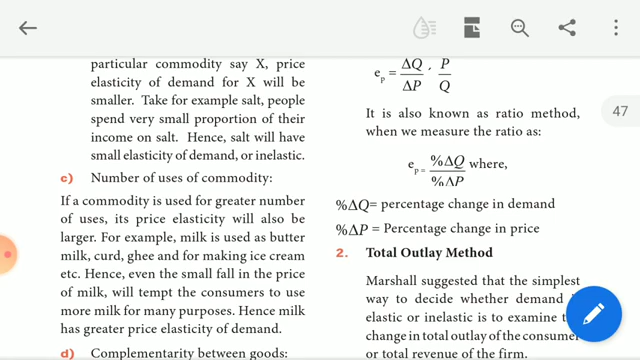 particular commodity say X, price
elasticity of demand for X will be
smaller. Take for example salt, people
spend very small proportion of their
income on salt. Hence, salt will have
small elasticity of demand, or inelastic.
c) Number of uses of commodity:
If a commodity is used for greater number
of uses, its price elasticity will also be
larger. For example, milk is used as butter
milk, curd, ghee and for making ice cream
etc. Hence, even the small fall in the price
of milk, will tempt the consumers to use
more milk for many purposes. Hence milk
has greater price elasticity of demand.
d) Complementarity between goods:
e_p = ΔQ/ΔP . P/Q
It is also known as ratio method,
when we measure the ratio as:
e_p = %ΔQ/%ΔP where,
%ΔQ= percentage change in demand
%ΔP = Percentage change in price
2. Total Outlay Method
Marshall suggested that the simplest
way to decide whether demand
elastic or inelastic is to examine
change in total outlay of the consumer
or total revenue of the firm.
47